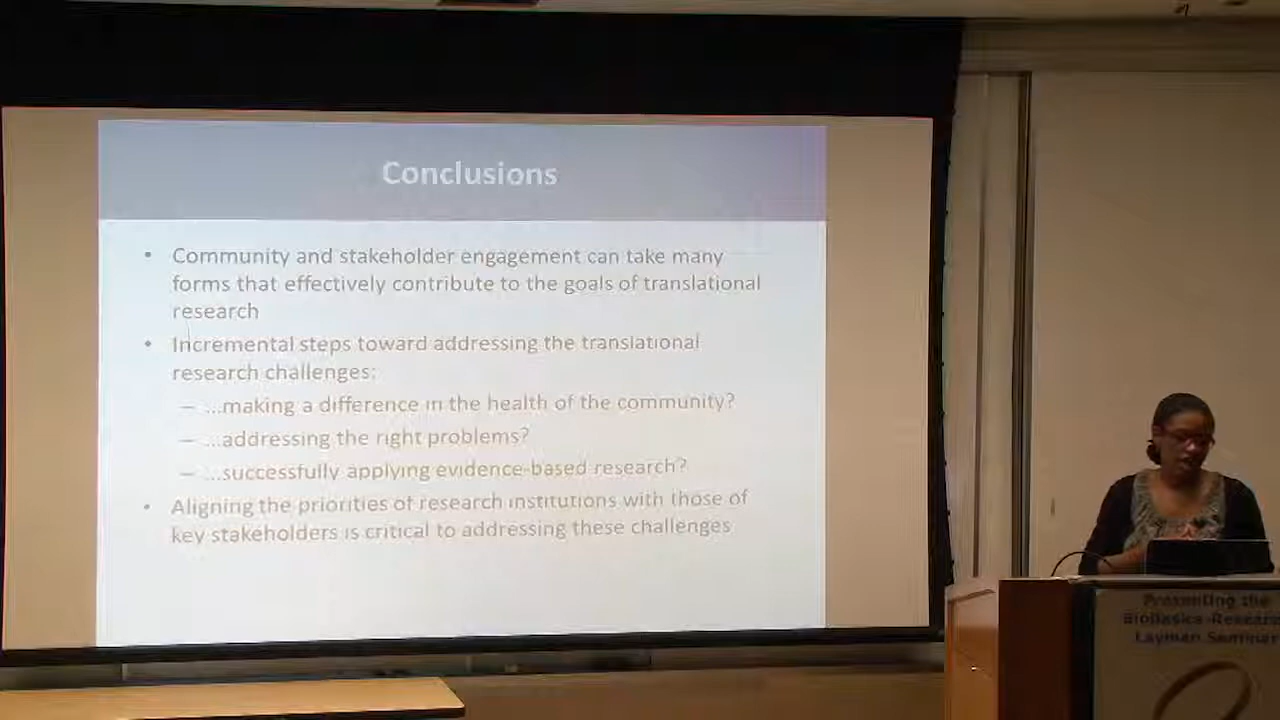 Conclusions
• Community and stakeholder engagement can take many
forms that effectively contribute to the goals of translational
research
• Incremental steps toward addressing the translational
research challenges:
– ...making a difference in the health of the community?
– ...addressing the right problems?
– ...successfully applying evidence-based research?
• Aligning the priorities of research institutions with those of
key stakeholders is critical to addressing these challenges
Presenting the
Layman Seminar